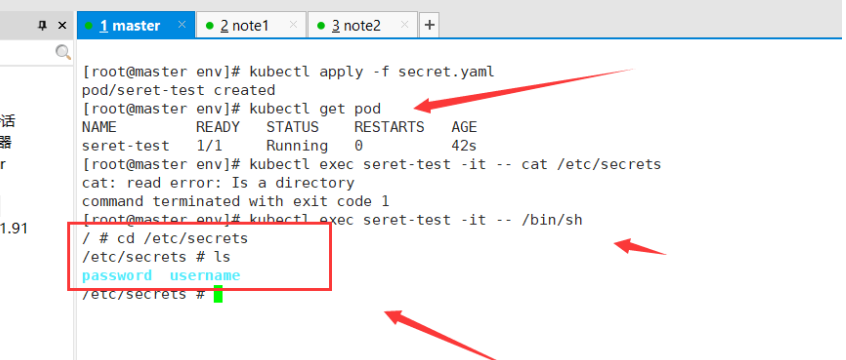 1 master
2 note1
3 note2
+
[root@master env]# kubectl apply -f secret.yaml
pod/seret-test created
[root@master env]# kubectl get pod
NAME READY STATUS RESTARTS AGE
seret-test 1/1 Running 0 42s
[root@master env]# kubectl exec seret-test -it -- cat /etc/secrets
cat: read error: Is a directory
command terminated with exit code 1
[root@master env]# kubectl exec seret-test -it -- /bin/sh
/ # cd /etc/secrets
/etc/secrets # ls
password username
/etc/secrets #
话
器
r
1.91